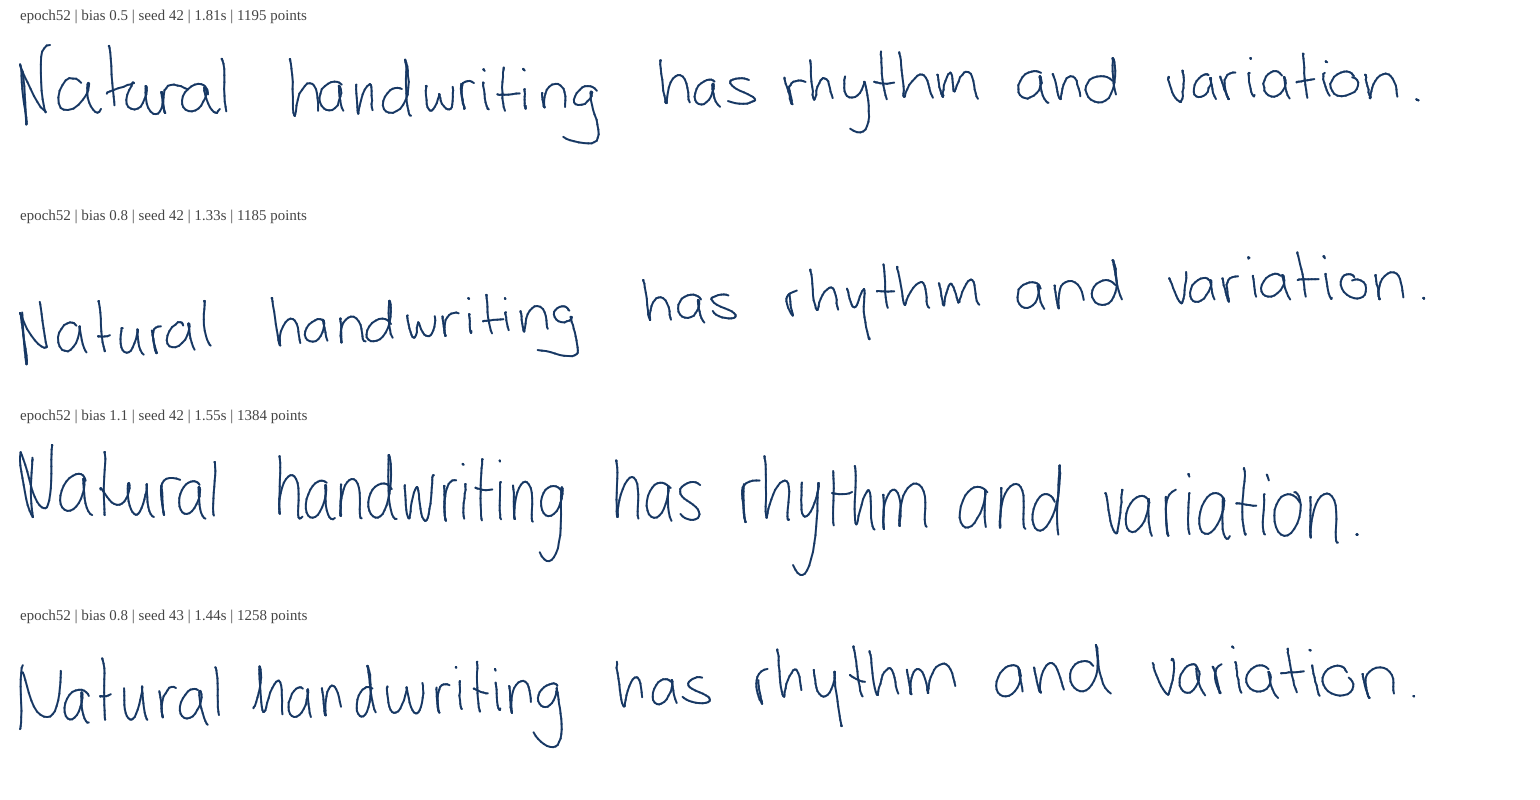 epoch52 | bias 0.5 | seed 42 | 1.81s | 1195 points
Natural handwriting has rhythm and variation.
epoch52 | bias 0.8 | seed 42 | 1.33s | 1185 points
Natural handwriting has rhythm and variation.
epoch52 | bias 1.1 | seed 42 | 1.55s | 1384 points
Natural handwriting has rhythm and variation.
epoch52 | bias 0.8 | seed 43 | 1.44s | 1258 points
Natural handwriting has rhythm and variation.